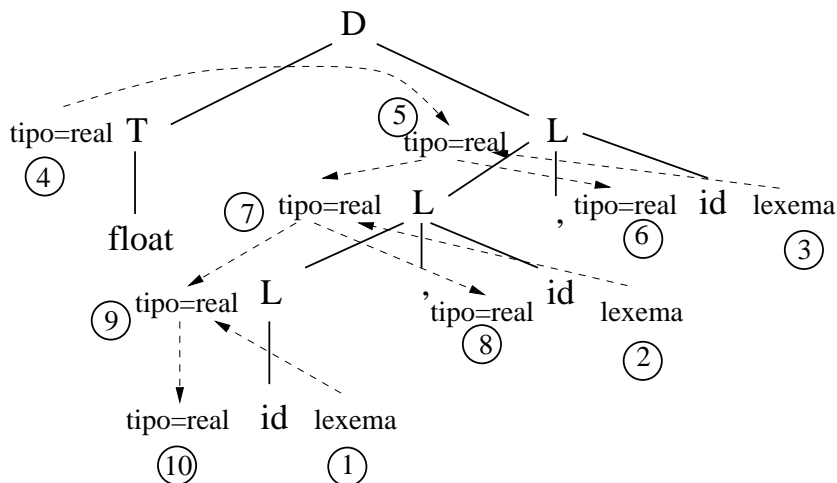 D
tipo=real T
4
5
tipo=real L
float
7
tipo=real L
, tipo=real id lexema
6
3
9
tipo=real L
, tipo=real id lexema
8
2
tipo=real id lexema
10
1